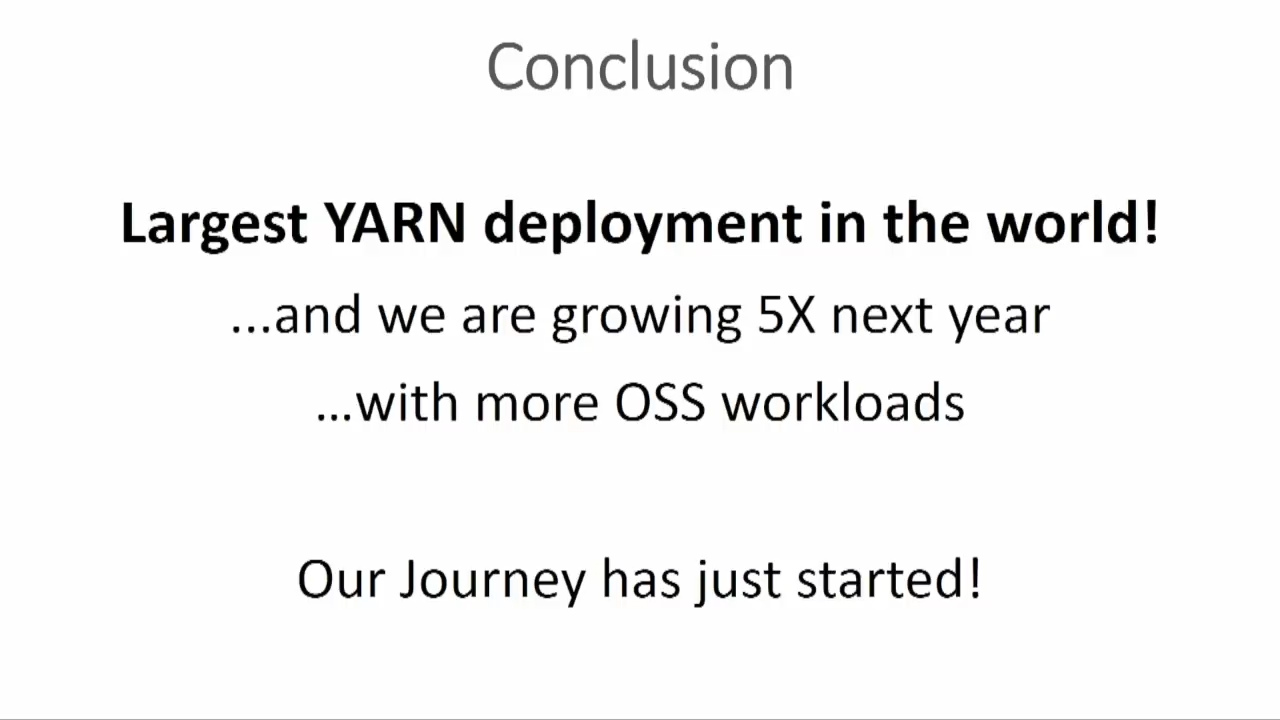 Conclusion
Largest YARN deployment in the world!
...and we are growing 5X next year
...with more OSS workloads
Our Journey has just started!